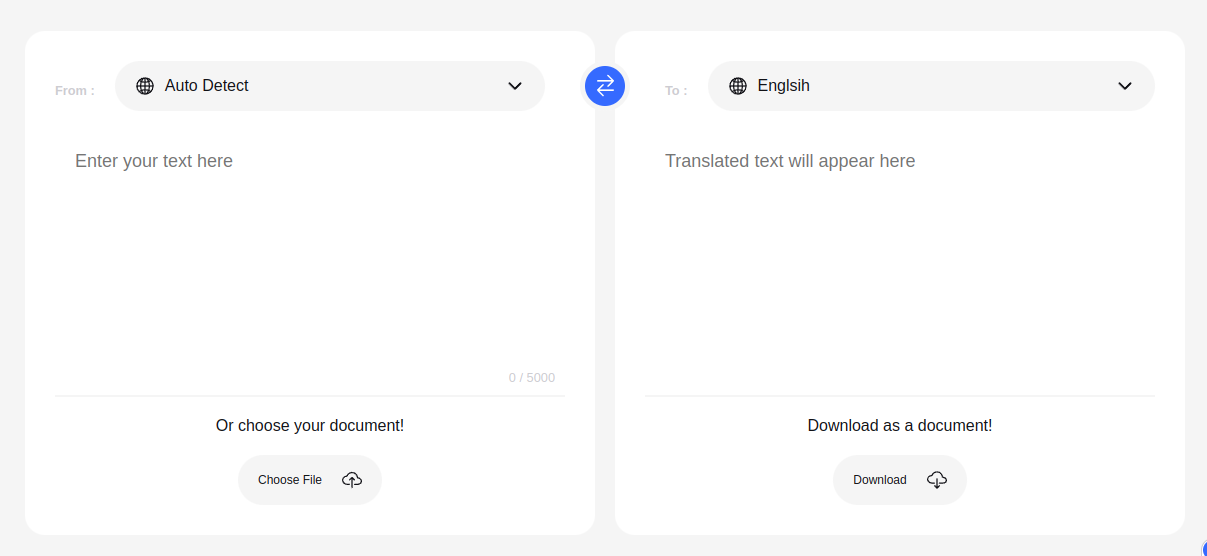 From :
Auto Detect
To :
Englsih
Enter your text here
Translated text will appear here
0 / 5000
Or choose your document!
Download as a document!
Choose File
Download